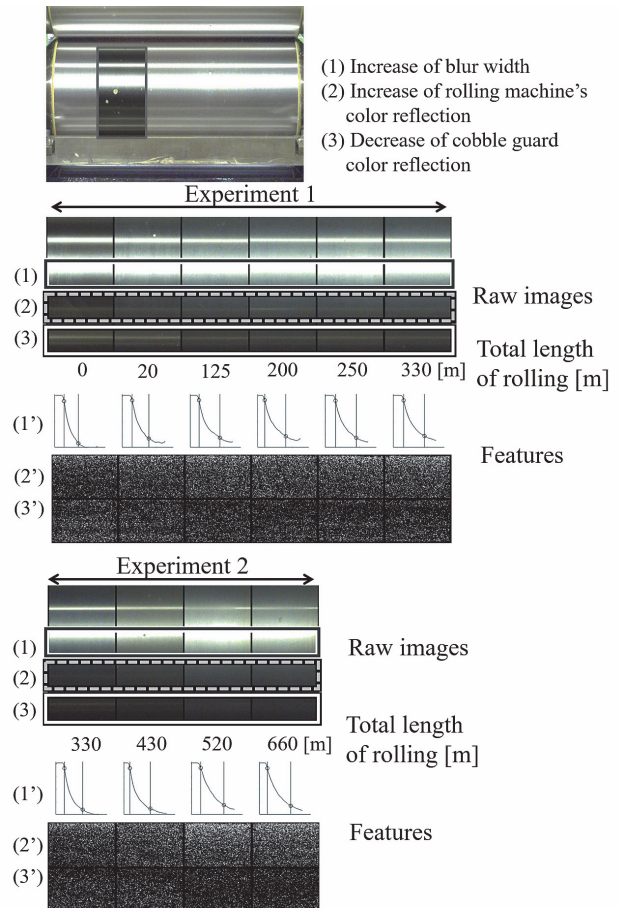 (1) Increase of blur width
(2) Increase of rolling machine's
color reflection
(3) Decrease of cobble guard
color reflection
Experiment 1
(1)
(2)
(3)
Raw images
0 20 125 200 250 330 [m]
Total length
of rolling [m]
(1')
(2')
(3')
Features
Experiment 2
(1)
(2)
(3)
Raw images
330 430 520 660 [m]
Total length
of rolling [m]
(1')
(2')
(3')
Features